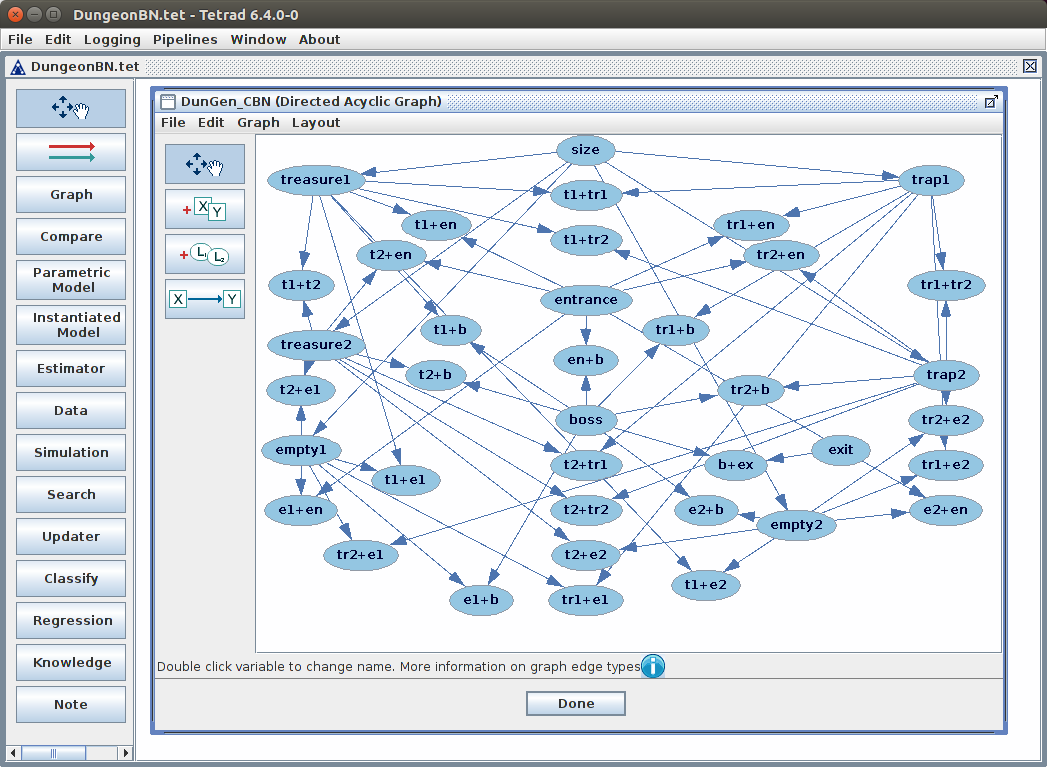 DungeonBN.tet - Tetrad 6.4.0-0
File Edit Logging Pipelines Window About
DungeonBN.tet
Graph
Compare
Parametric
Model
Instantiated
Model
Estimator
Data
Simulation
Search
Updater
Classify
Regression
Knowledge
Note
DunGen_CBN (Directed Acyclic Graph)
File Edit Graph Layout
+ X Y
+ L1 L2
X Y
size
treasure1
trap1
t1+tr1
t1+en
tr1+en
t1+tr2
t2+en
tr2+en
t1+t2
entrance
tr1+tr2
t1+b
tr1+b
treasure2
en+b
t2+b
trap2
t2+e1
tr2+b
boss
tr2+e2
empty1
exit
t2+tr1
b+ex
tr1+e2
t1+e1
e1+en
t2+tr2
e2+b
e2+en
empty2
tr2+e1
t2+e2
t1+e2
e1+b
tr1+e1
Double click variable to change name. More information on graph edge types
i
Done